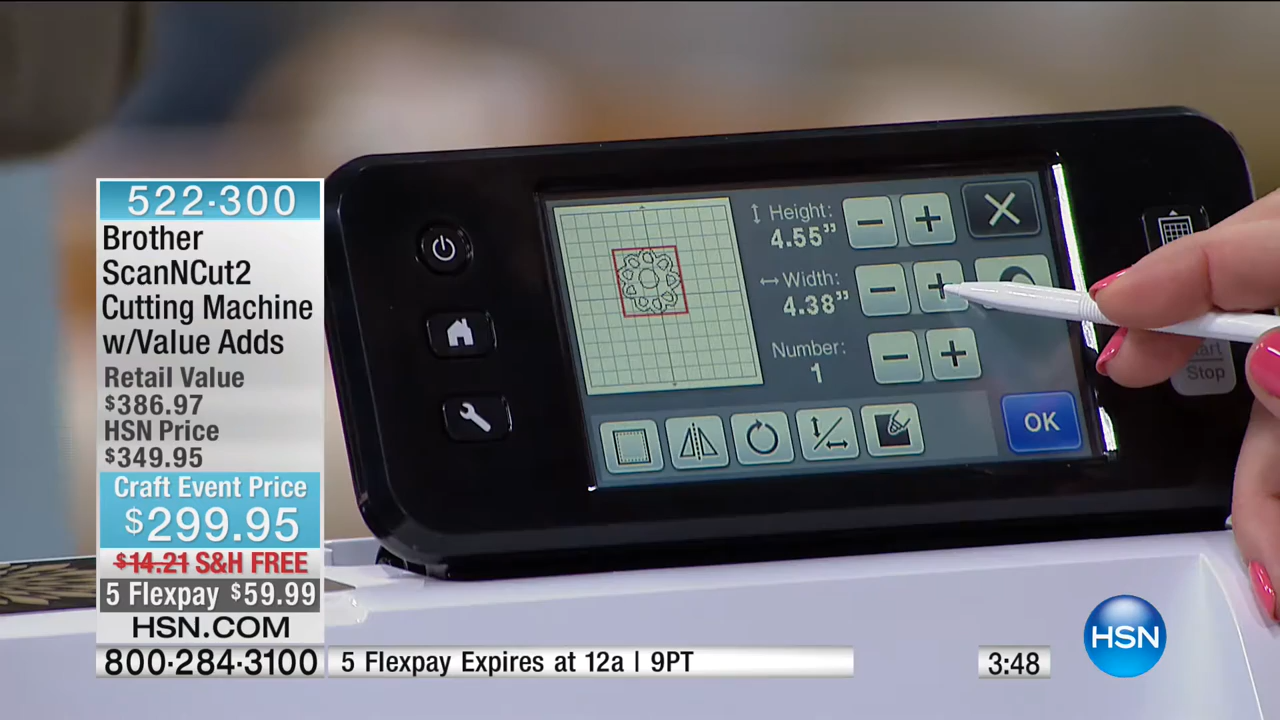 522·300
Brother
ScanNCut2
Cutting Machine
w/Value Adds
Retail Value
$386.97
HSN Price
$349.95
Craft Event Price
$299.95
$14.21 S&H FREE
5 Flexpay $59.99
HSN.COM
800·284·3100
5 Flexpay Expires at 12a | 9PT
3:48
HSN
Height:
4.55"
Width:
4.38"
Number:
1
OK
Stop